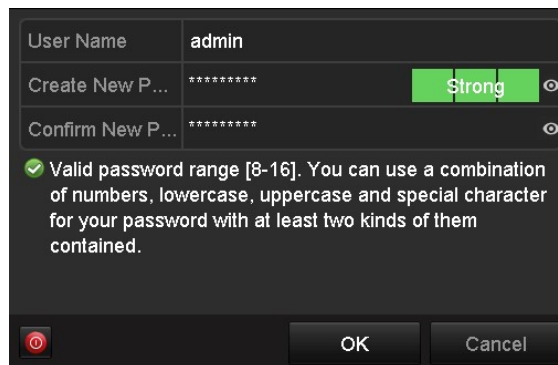 User Name admin
Create New P... ********* Strong
Confirm New P... *********
Valid password range [8-16]. You can use a combination
of numbers, lowercase, uppercase and special character
for your password with at least two kinds of them
contained.
OK Cancel